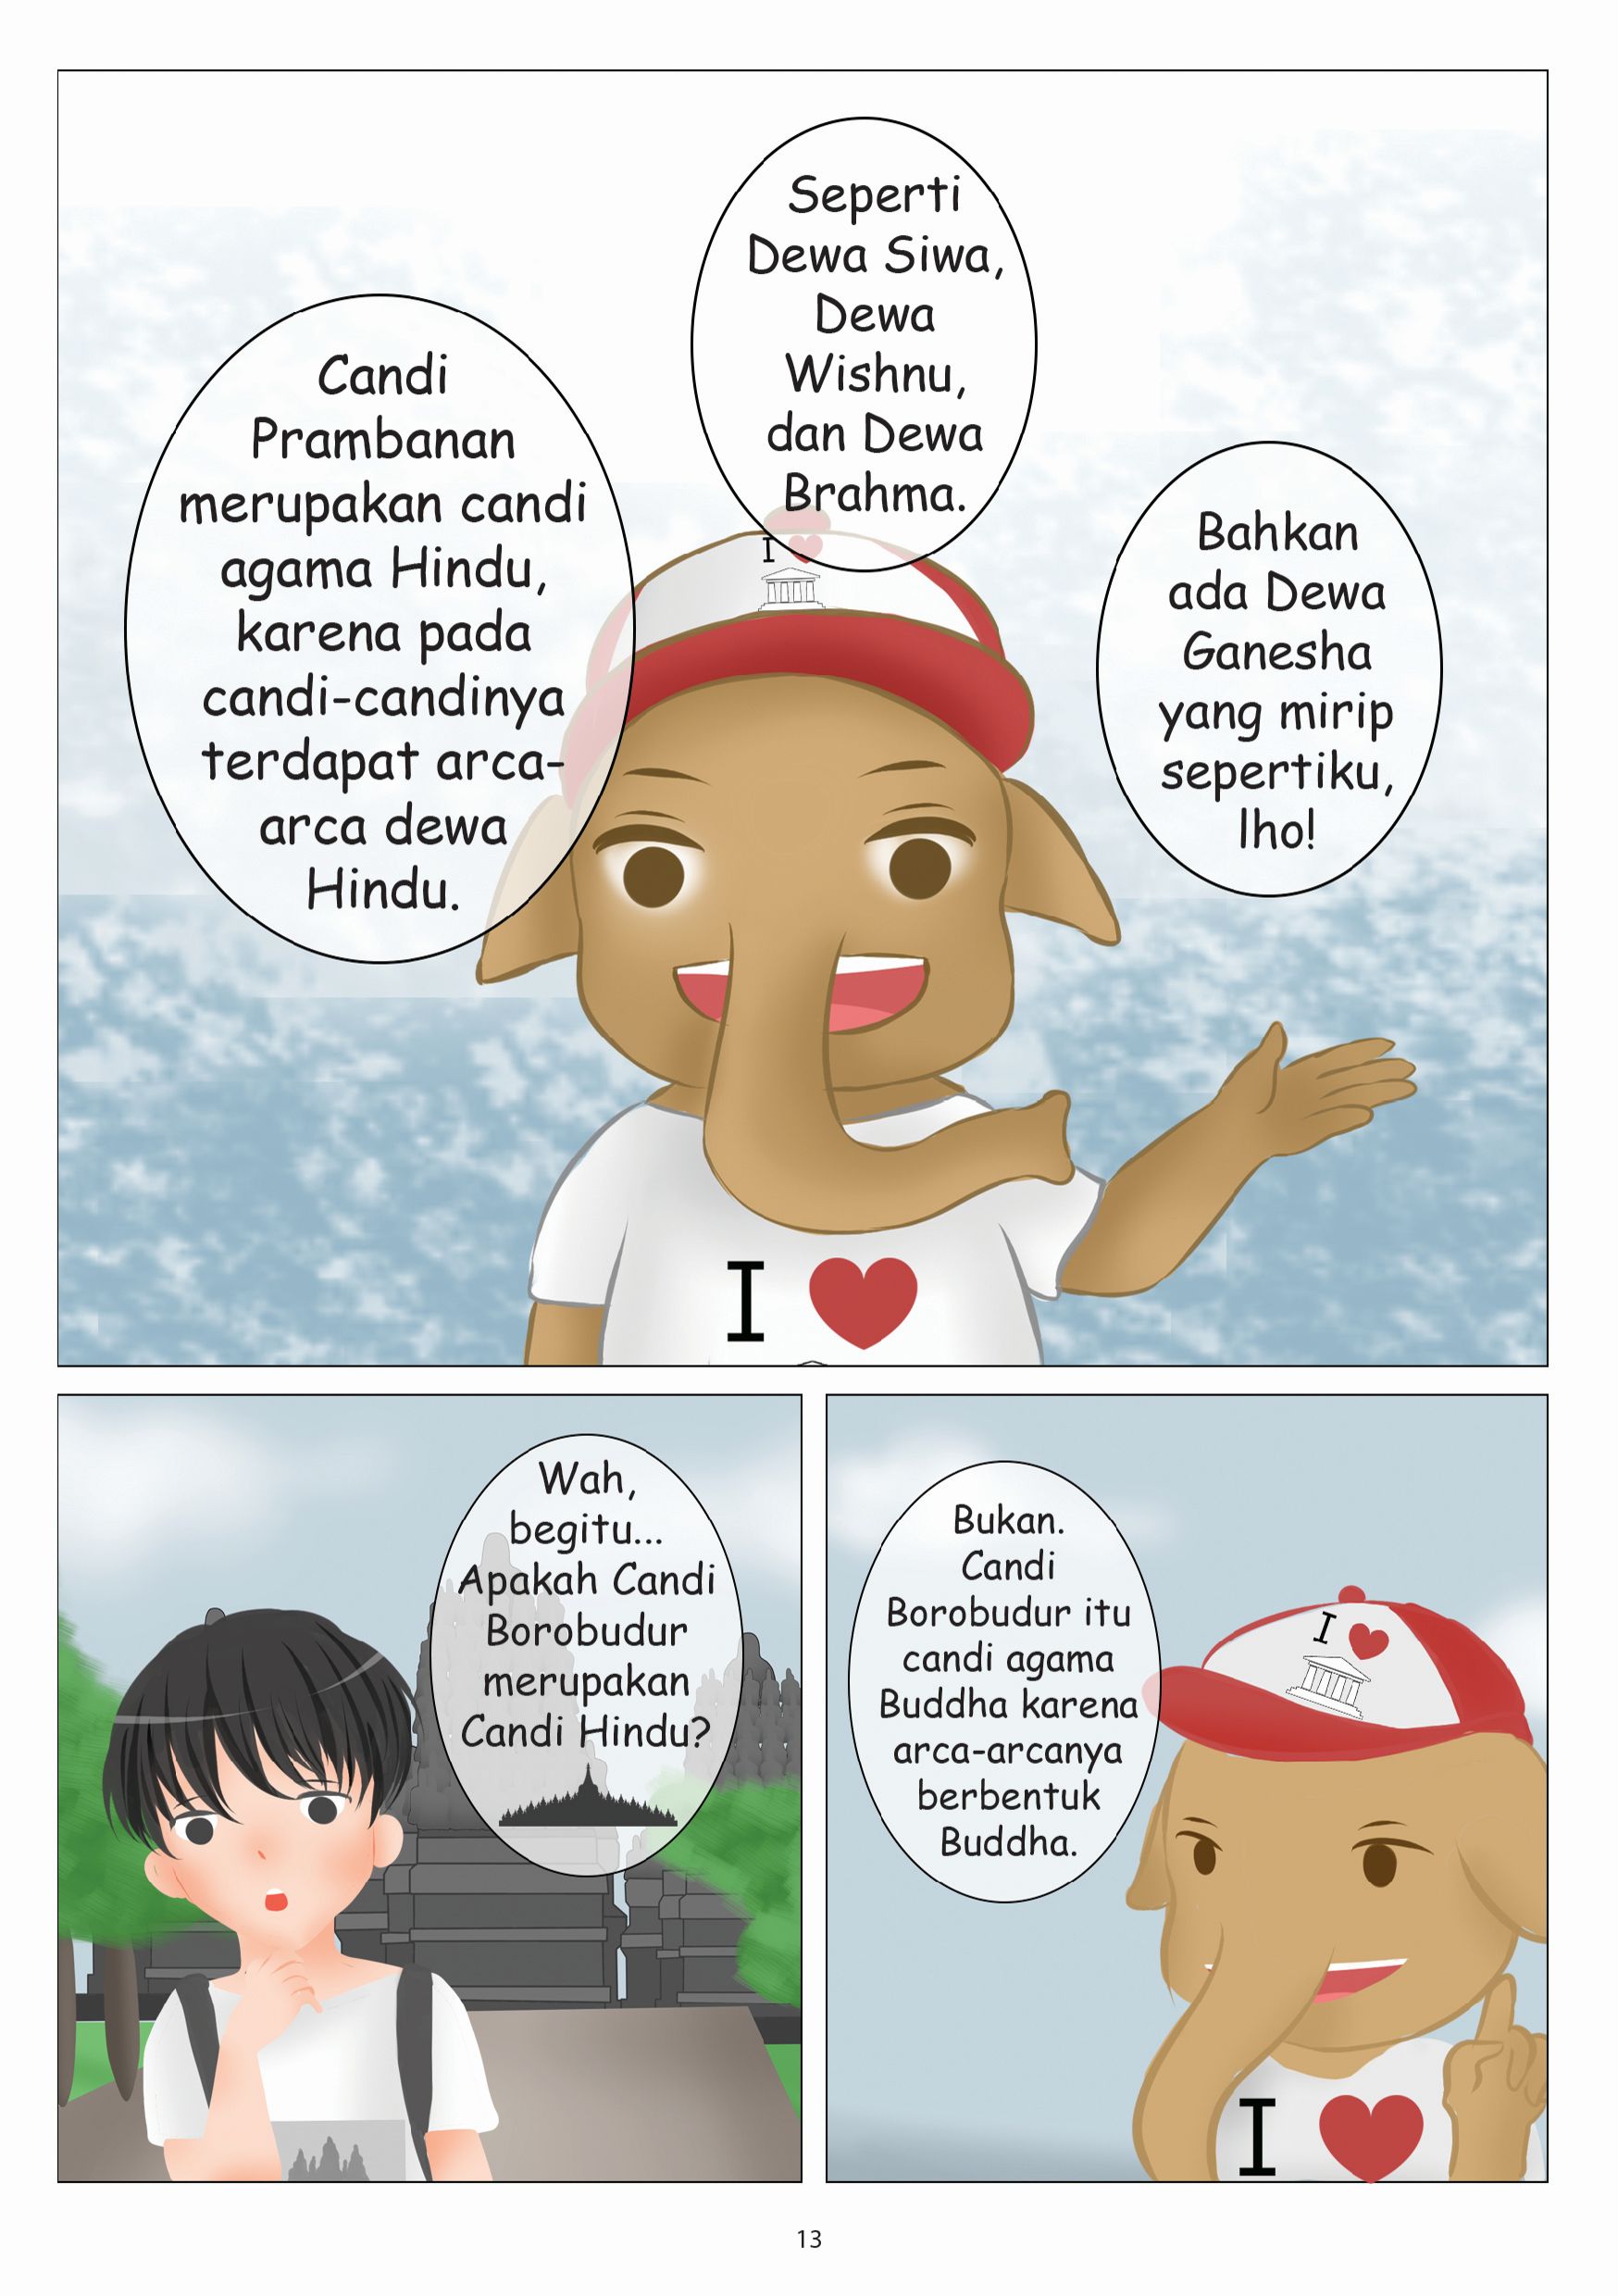 Candi
Prambanan
merupakan candi
agama Hindu,
karena pada
candi-candinya
terdapat arca-
arca dewa
Hindu.
Seperti
Dewa Siwa,
Dewa
Wishnu,
dan Dewa
Brahma.
Bahkan
ada Dewa
Ganesha
yang mirip
sepertiku,
lho!
I
I
Wah,
begitu...
Apakah Candi
Borobudur
merupakan
Candi Hindu?
Bukan.
Candi
Borobudur itu
candi agama
Buddha karena
arca-arcanya
berbentuk
Buddha.
I
I
13